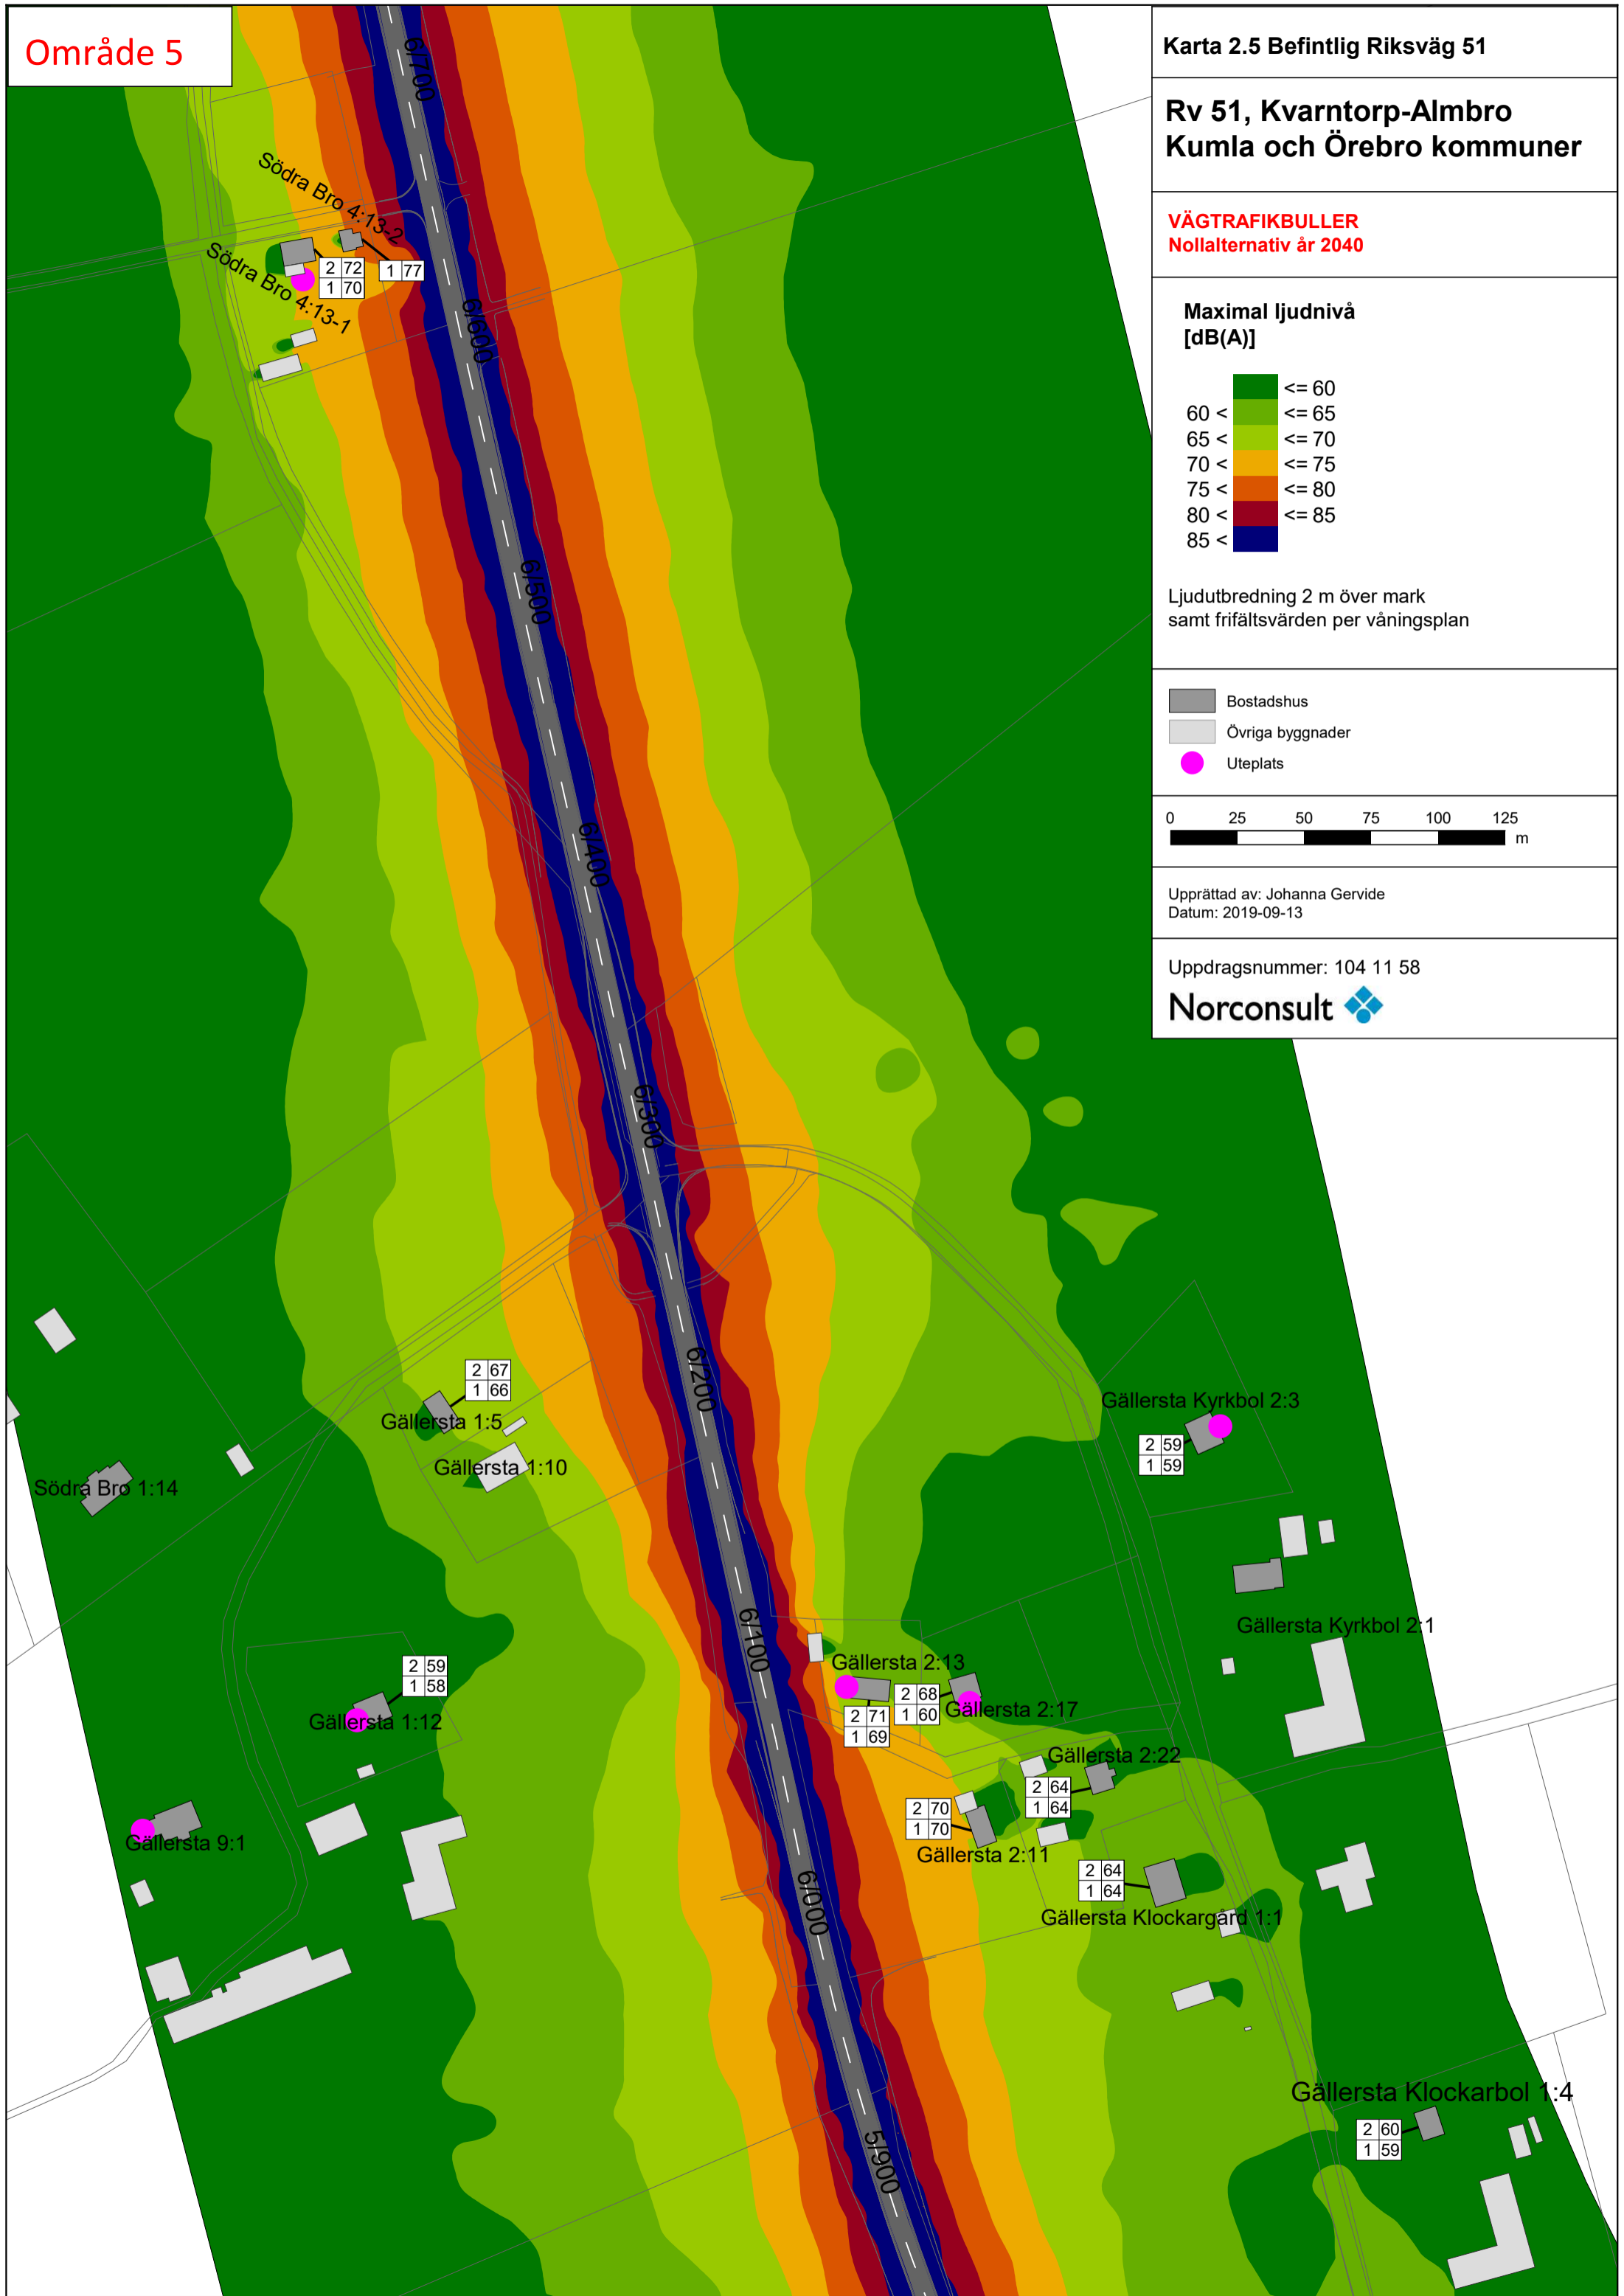 Område 5
Karta 2.5 Befintlig Riksväg 51
Rv 51, Kvarntorp-Almbro
Kumla och Örebro kommuner
VÄGTRAFIKBULLER
Nollalternativ år 2040
Maximal ljudnivå
[dB(A)]
<= 60
60 < <= 65
65 < <= 70
70 < <= 75
75 < <= 80
80 < <= 85
85 <
Ljudutbredning 2 m över mark
samt frifältsvärden per våningsplan
Bostadshus
Övriga byggnader
Uteplats
0 25 50 75 100 125
m
Upprättad av: Johanna Gervide
Datum: 2019-09-13
Uppdragsnummer: 104 11 58
Norconsult
6/700
Södra Bro 4:13-2
1 77
Södra Bro 4:13-1
2 72
1 70
6/600
6/500
6/400
6/300
6/200
2 67
1 66
Gällersta 1:5
Gällersta 1:10
Södra Bro 1:14
Gällersta Kyrkbol 2:3
2 59
1 59
Gällersta Kyrkbol 2:1
6/100
2 59
1 58
Gällersta 1:12
Gällersta 2:13
2 71
1 69
2 68
1 60
Gällersta 2:17
Gällersta 2:22
2 64
1 64
2 70
1 70
Gällersta 2:11
Gällersta 9:1
2 64
1 64
Gällersta Klockargård 1:1
6/000
Gällersta Klockarbol 1:4
2 60
1 59
5/900